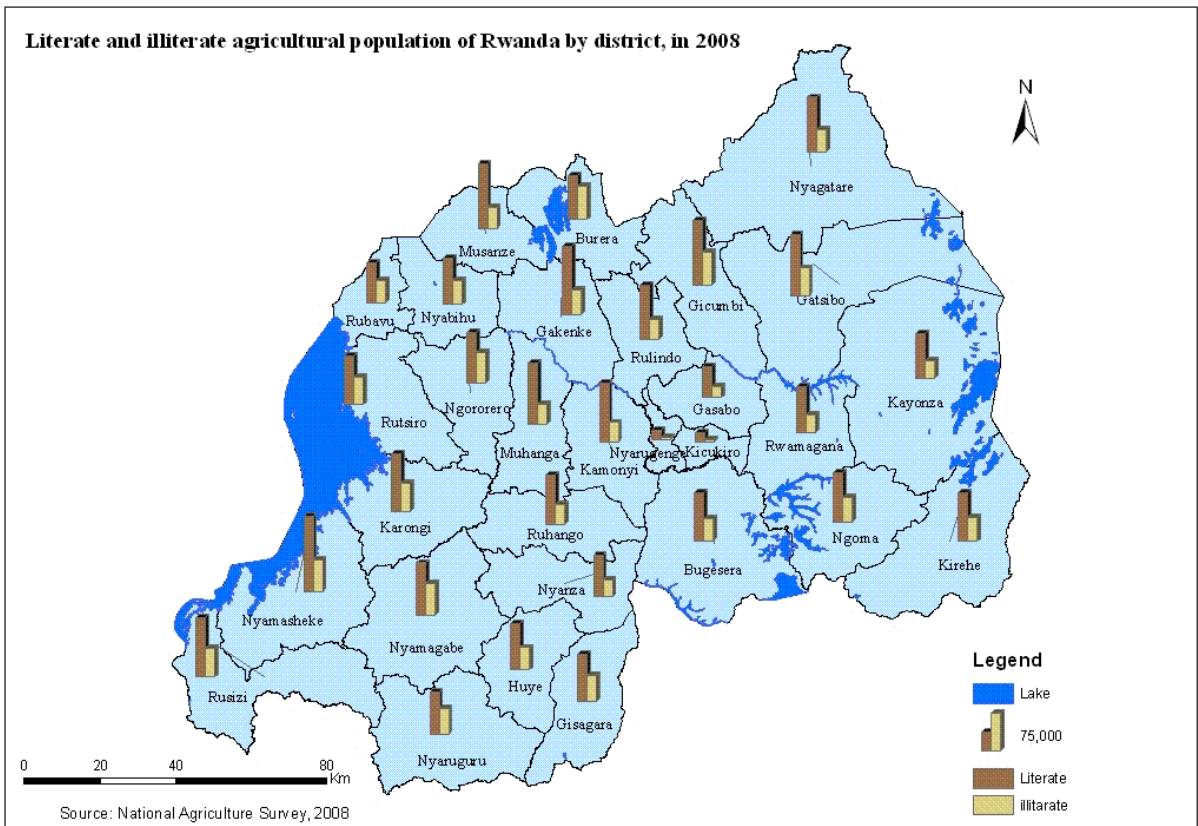 Literate and illiterate agricultural population of Rwanda by district, in 2008
N
Nyagatare
Musanze
Burera
Gicumbi
Gatsibo
Rubavu
Nyabihu
Gakenke
Rulindo
Kayonza
Gasabo
Ngororero
Rutsiro
Rwamagana
Muhanga
Kamonyi
Nyarugenge
Kicukiro
Karongi
Ruhango
Bugesera
Ngoma
Kirehe
Nyanza
Nyamasheke
Nyamagabe
Huye
Gisagara
Rusizi
Nyaruguru
Legend
Lake
75,000
Literate
illitarate
0 20 40 80
Km
Source: National Agriculture Survey, 2008